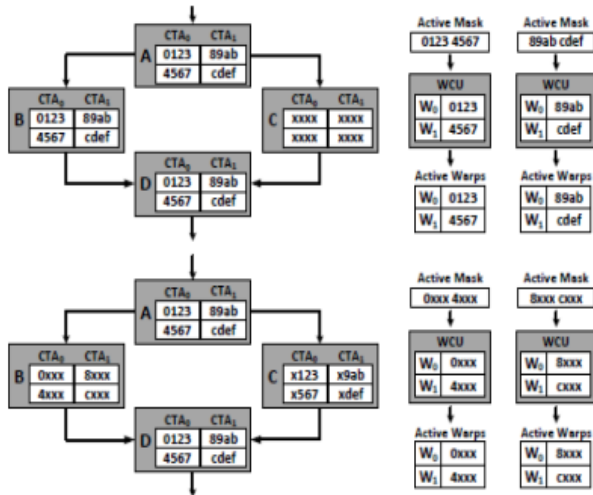 CTA₀ CTA₁
A 0123 89ab
4567 cdef
CTA₀ CTA₁
B 0123 89ab
4567 cdef
CTA₀ CTA₁
C xxxx xxxx
xxxx xxxx
CTA₀ CTA₁
D 0123 89ab
4567 cdef
Active Mask
0123 4567
WCU
W₀ 0123
W₁ 4567
Active Warps
W₀ 0123
W₁ 4567
Active Mask
89ab cdef
WCU
W₀ 89ab
W₁ cdef
Active Warps
W₀ 89ab
W₁ cdef
CTA₀ CTA₁
A 0123 89ab
4567 cdef
CTA₀ CTA₁
B 0xxx 8xxx
4xxx cxxx
CTA₀ CTA₁
C x123 x9ab
x567 xdef
CTA₀ CTA₁
D 0123 89ab
4567 cdef
Active Mask
0xxx 4xxx
WCU
W₀ 0xxx
W₁ 4xxx
Active Warps
W₀ 0xxx
W₁ 4xxx
Active Mask
8xxx cxxx
WCU
W₀ 8xxx
W₁ cxxx
Active Warps
W₀ 8xxx
W₁ cxxx